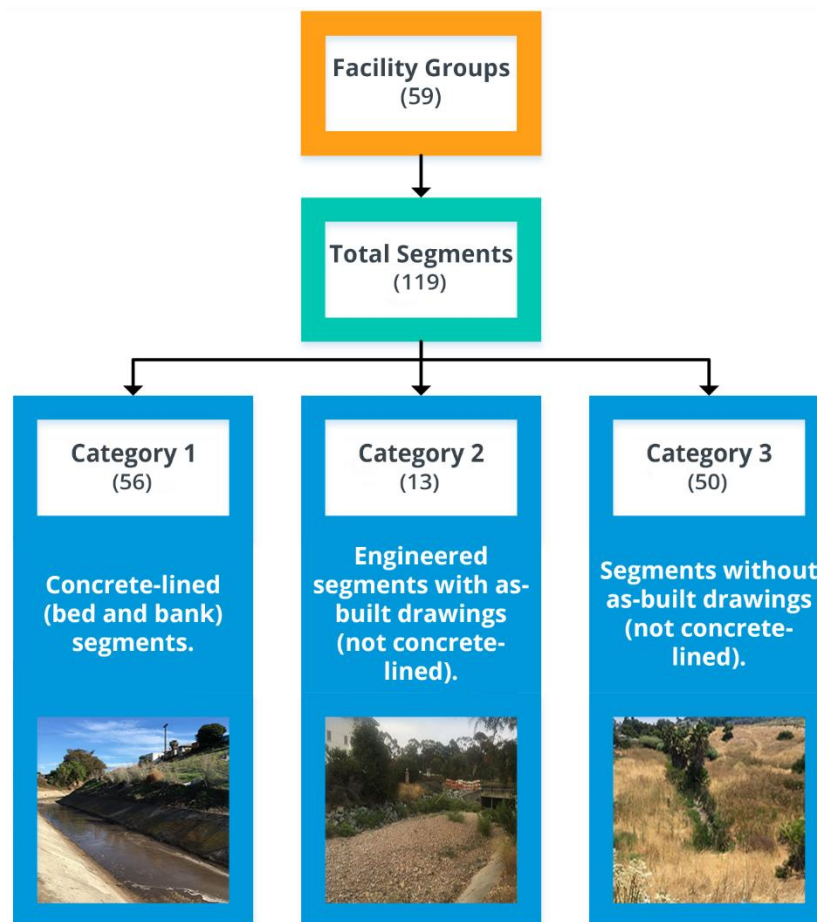 Facility Groups
(59)
Total Segments
(119)
Category 1
(56)
Concrete-lined
(bed and bank)
segments.
Category 2
(13)
Engineered
segments with as-
built drawings
(not concrete-
lined).
Category 3
(50)
Segments without
as-built drawings
(not concrete-
lined).